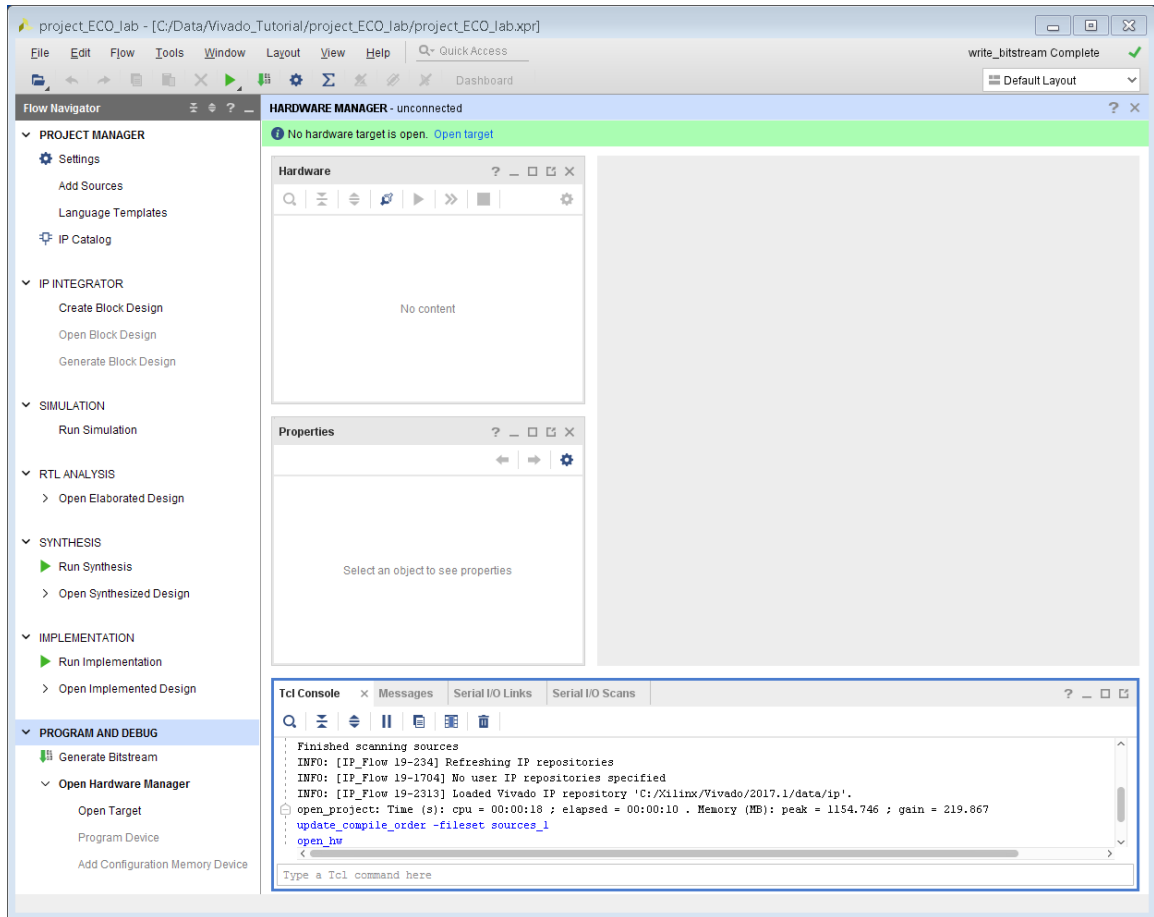 project_ECO_lab - [C:/Data/Vivado_Tutorial/project_ECO_lab/project_ECO_lab.xpr]
File Edit Flow Tools Window Layout View Help Quick Access write_bitstream Complete
Dashboard Default Layout
Flow Navigator ? HARDWARE MANAGER - unconnected ?
PROJECT MANAGER
Settings
Add Sources
Language Templates
IP Catalog
IP INTEGRATOR
Create Block Design
Open Block Design
Generate Block Design
SIMULATION
Run Simulation
RTL ANALYSIS
Open Elaborated Design
SYNTHESIS
Run Synthesis
Open Synthesized Design
IMPLEMENTATION
Run Implementation
Open Implemented Design
PROGRAM AND DEBUG
Generate Bitstream
Open Hardware Manager
Open Target
Program Device
Add Configuration Memory Device
No hardware target is open. Open target
Hardware ?
No content
Properties ?
Select an object to see properties
Tcl Console Messages Serial I/O Links Serial I/O Scans ?
Finished scanning sources
INFO: [IP_Flow 19-234] Refreshing IP repositories
INFO: [IP_Flow 19-1704] No user IP repositories specified
INFO: [IP_Flow 19-2313] Loaded Vivado IP repository 'C:/Xilinx/Vivado/2017.1/data/ip'.
open_project: Time (s): cpu = 00:00:18 ; elapsed = 00:00:10 . Memory (MB): peak = 1154.746 ; gain = 219.867
update_compile_order -fileset sources_1
open_hw
Type a Tcl command here